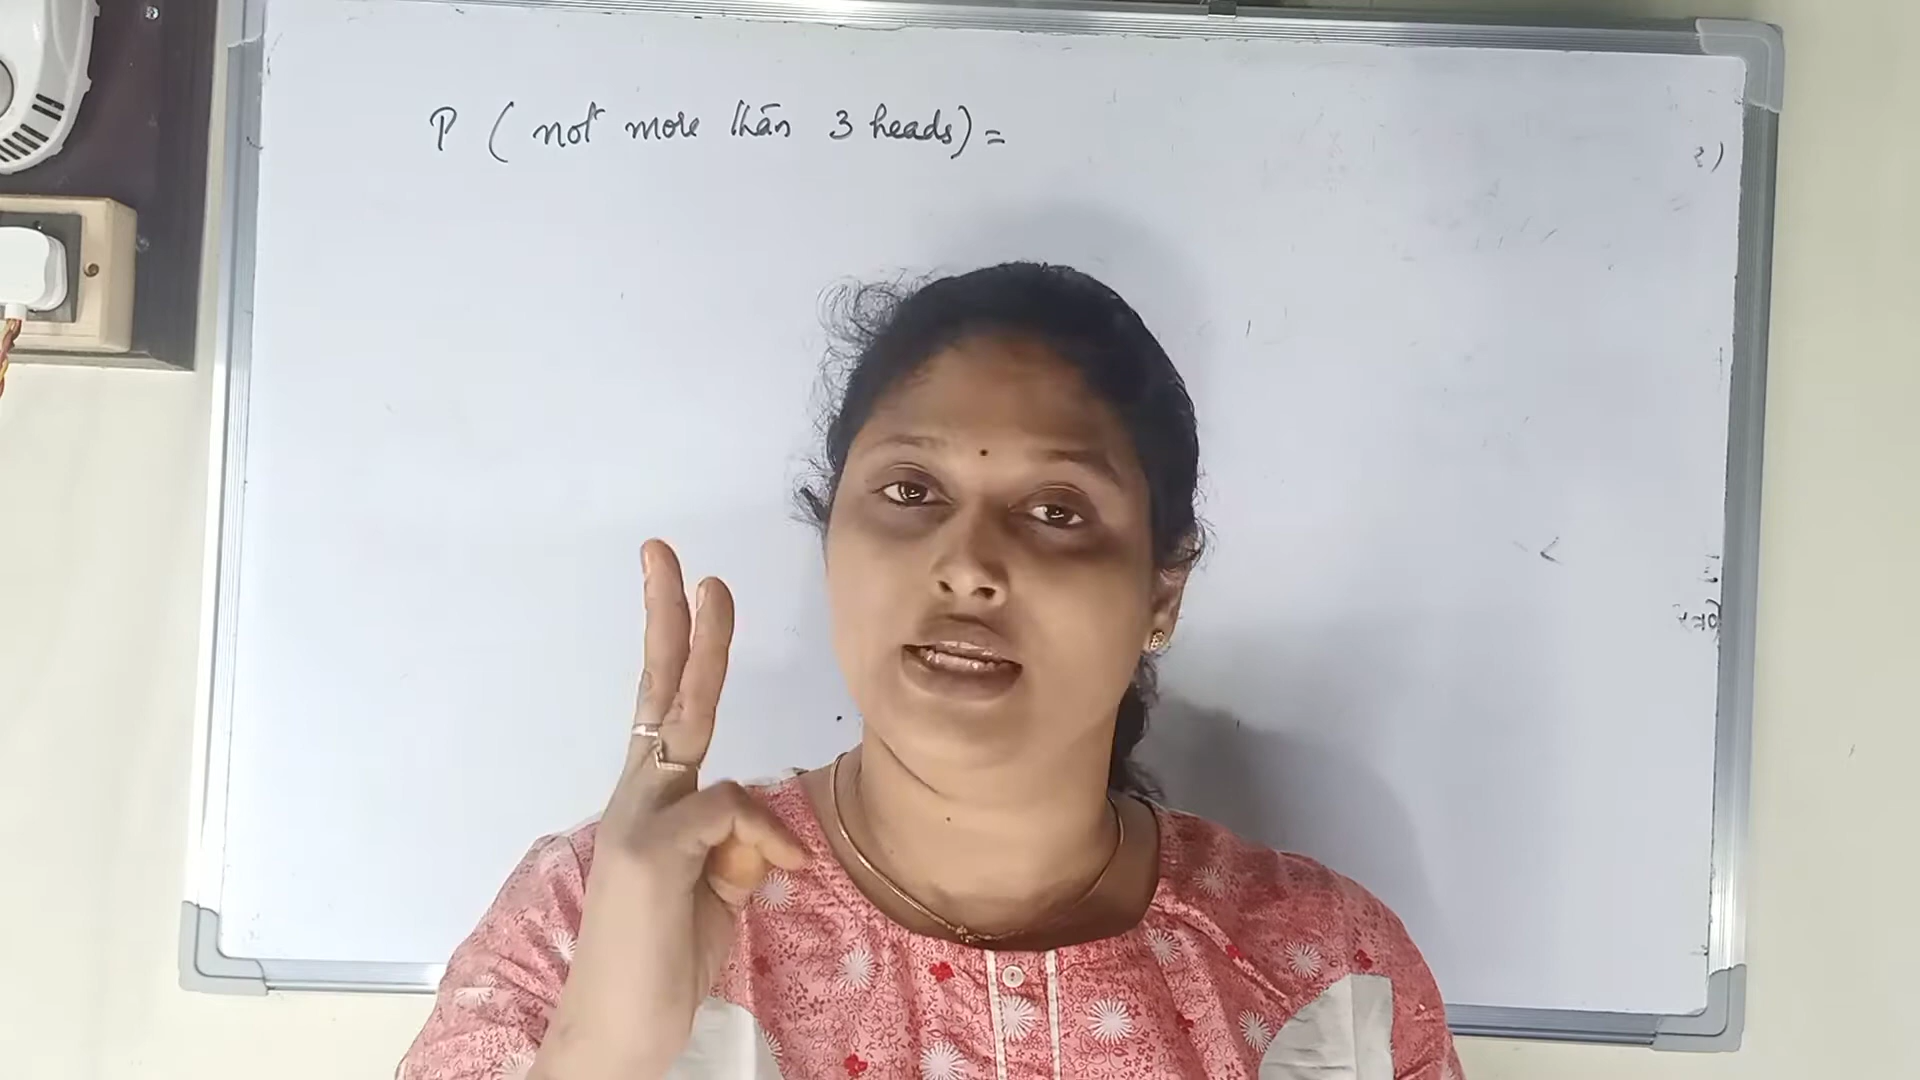 P ( not more than 3 heads) =